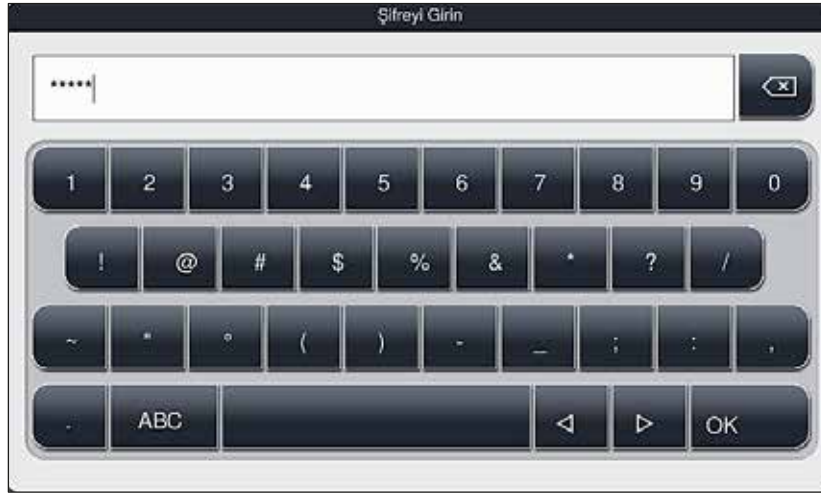 Şifreyi Girin
*****
1 2 3 4 5 6 7 8 9 0
! @ # $ % & * ? /
~ " ° ( ) - _ ; : ,
. ABC OK